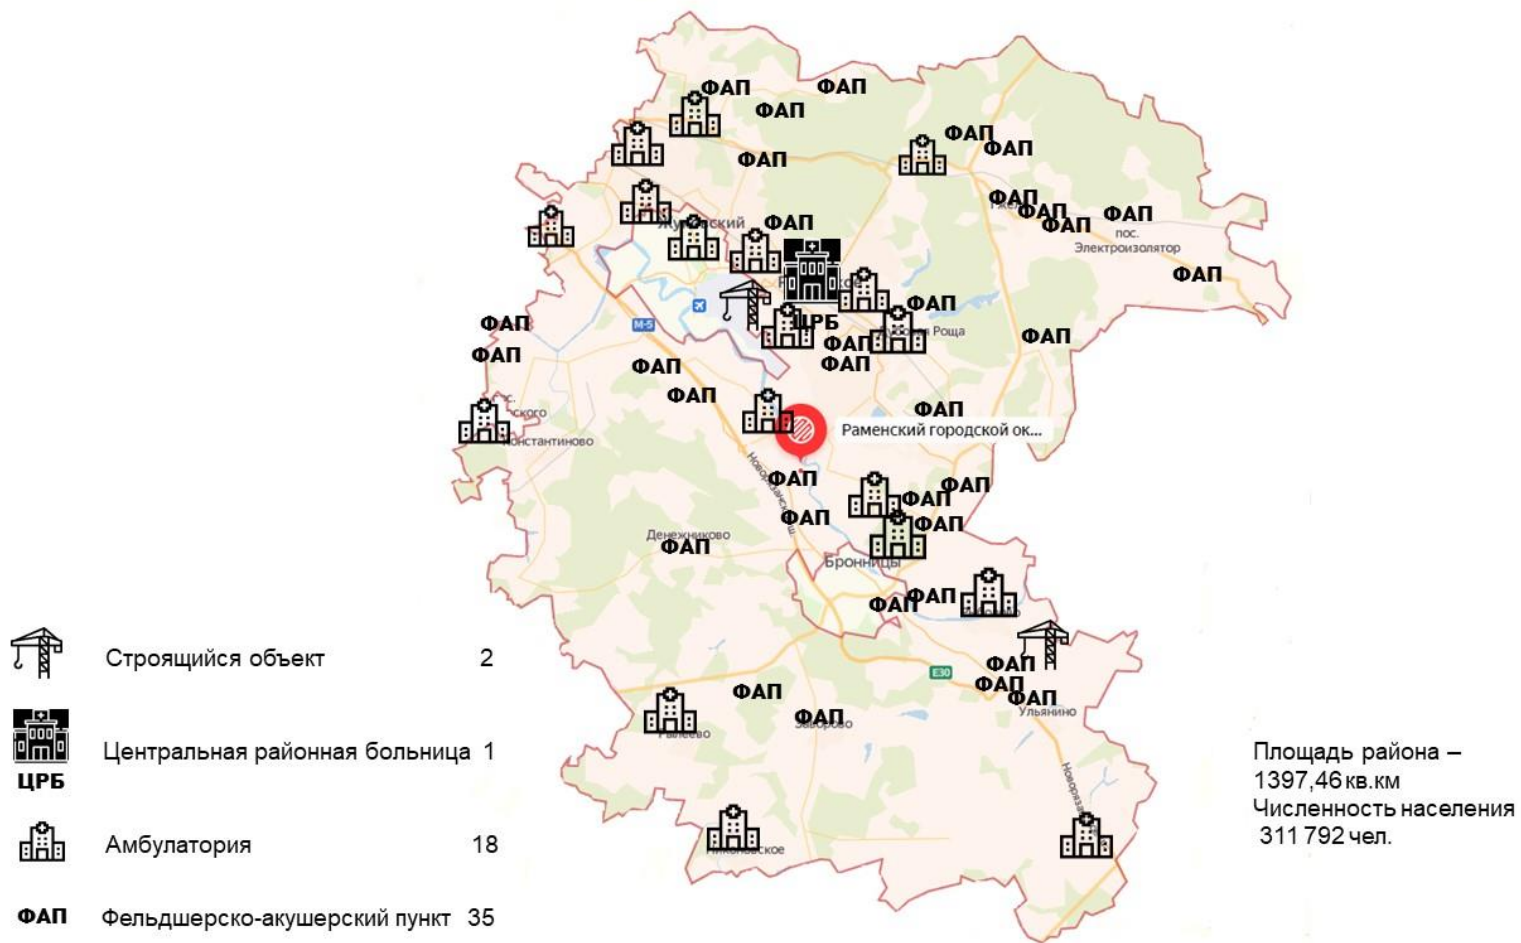 ФАП ФАП
ФАП
ФАП
ФАП
ФАП
ФАП
ФАП ФАП
ФАП
ФАП
пос.
Электроизолятор
ФАП
ФАП
ФАП
ЦРБ
М-5
Роща
ФАП
ФАП
ФАП
ФАП
ФАП
ФАП
ФАП
Раменский городской ок...
Константиново
ФАП
ФАП
ФАП
ФАП
ФАП
Денежниково
ФАП
Бронницы
ФАП
ФАП
ФАП
E30
ФАП
ФАП
ФАП
Ульянино
ФАП
Строящийся объект 2
Центральная районная больница 1
ЦРБ
Амбулатория 18
ФАП Фельдшерско-акушерский пункт 35
Площадь района –
1397,46 кв.км
Численность населения
311 792 чел.